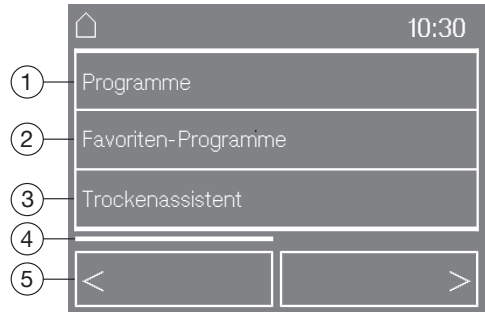 10:30
1 Programme
2 Favoriten-Programme
3 Trockenassistent
4
5 < >